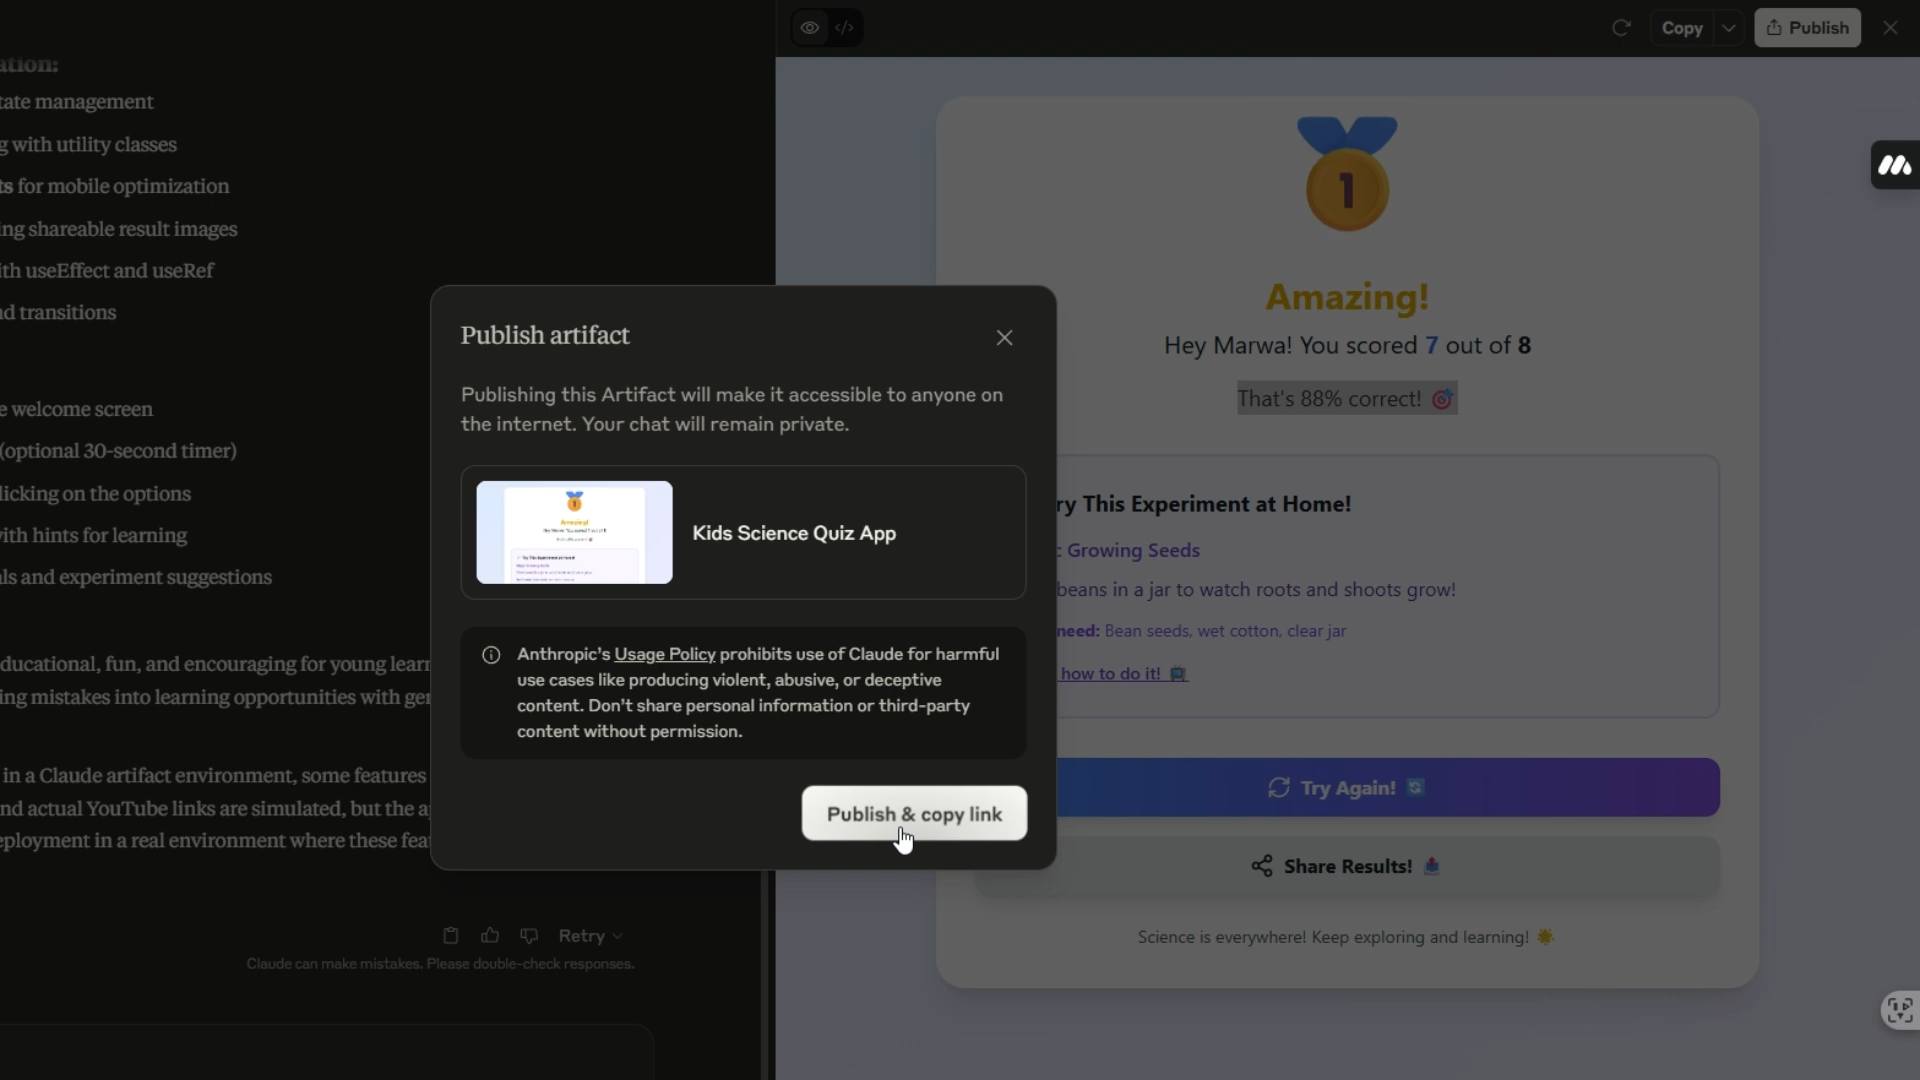 Copy
Publish
ation:
tate management
g with utility classes
ts for mobile optimization
ing shareable result images
ith useEffect and useRef
nd transitions
e welcome screen
(optional 30-second timer)
licking on the options
with hints for learning
als and experiment suggestions
ducational, fun, and encouraging for young learn
ing mistakes into learning opportunities with gen
in a Claude artifact environment, some features
nd actual YouTube links are simulated, but the a
eployment in a real environment where these fea
Retry
Claude can make mistakes. Please double-check responses.
Publish artifact
Publishing this Artifact will make it accessible to anyone on
the internet. Your chat will remain private.
Kids Science Quiz App
Anthropic's Usage Policy prohibits use of Claude for harmful
use cases like producing violent, abusive, or deceptive
content. Don't share personal information or third-party
content without permission.
Publish & copy link
1
Amazing!
Hey Marwa! You scored 7 out of 8
That's 88% correct!
ry This Experiment at Home!
: Growing Seeds
beans in a jar to watch roots and shoots grow!
need: Bean seeds, wet cotton, clear jar
how to do it!
Try Again!
Share Results!
Science is everywhere! Keep exploring and learning!